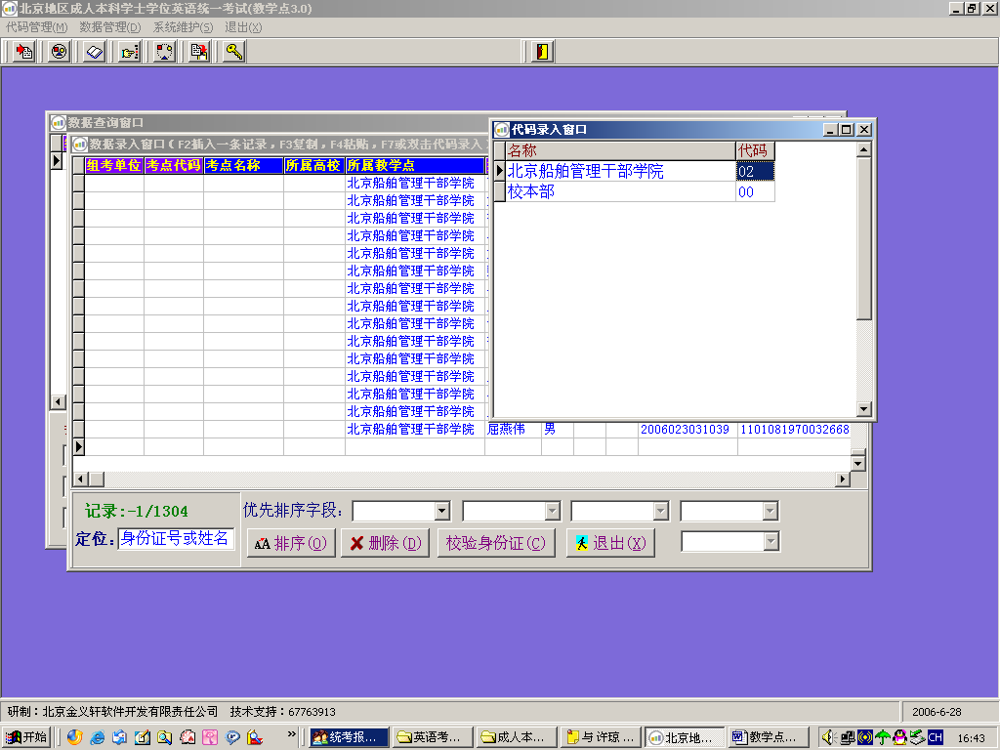 北京地区成人本科学士学位英语统一考试(教学点3.0)
代码管理(M) 数据管理(D) 系统维护(S) 退出(X)
数据查询窗口
数据录入窗口（F2插入一条记录，F3复制，F4粘贴，F7或双击代码录入
组考单位 考点代码 考点名称 所属高校 所属教学点
北京船舶管理干部学院
北京船舶管理干部学院
北京船舶管理干部学院
北京船舶管理干部学院
北京船舶管理干部学院
北京船舶管理干部学院
北京船舶管理干部学院
北京船舶管理干部学院
北京船舶管理干部学院
北京船舶管理干部学院
北京船舶管理干部学院
北京船舶管理干部学院
北京船舶管理干部学院
北京船舶管理干部学院
北京船舶管理干部学院 屈燕伟 男 2006023031039 1101081970032668
代码录入窗口
名称 代码
北京船舶管理干部学院 02
校本部 00
记录:-1/1304 优先排序字段:
定位: 身份证号或姓名 AA 排序(O) 删除(D) 校验身份证(C) 退出(X)
研制：北京金义轩软件开发有限责任公司 技术支持：67763913 2006-6-28
开始 » 统考报... 英语考... 成人本... 与 许琼 ... 北京地... 教学点... CH 16:43